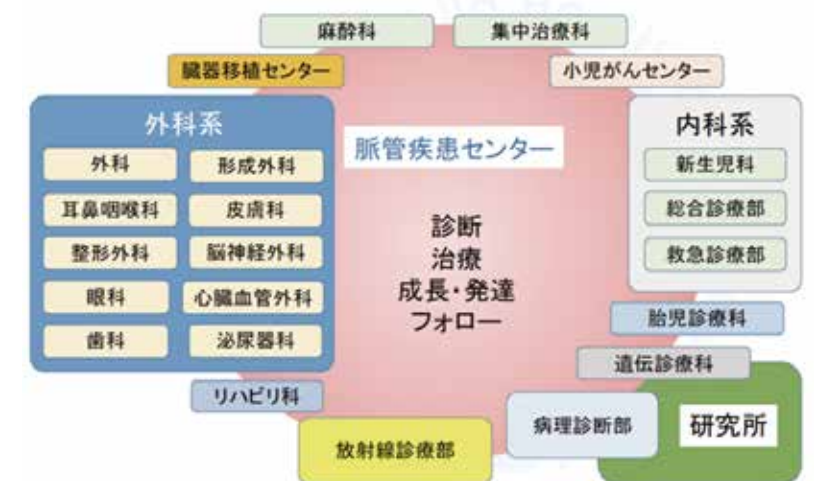 麻酔科
集中治療科
臓器移植センター
小児がんセンター
外科系
外科
形成外科
耳鼻咽喉科
皮膚科
整形外科
脳神経外科
眼科
心臓血管外科
歯科
泌尿器科
脈管疾患センター
診断
治療
成長・発達
フォロー
内科系
新生児科
総合診療部
救急診療部
胎児診療科
遺伝診療科
リハビリ科
放射線診療部
病理診断部
研究所